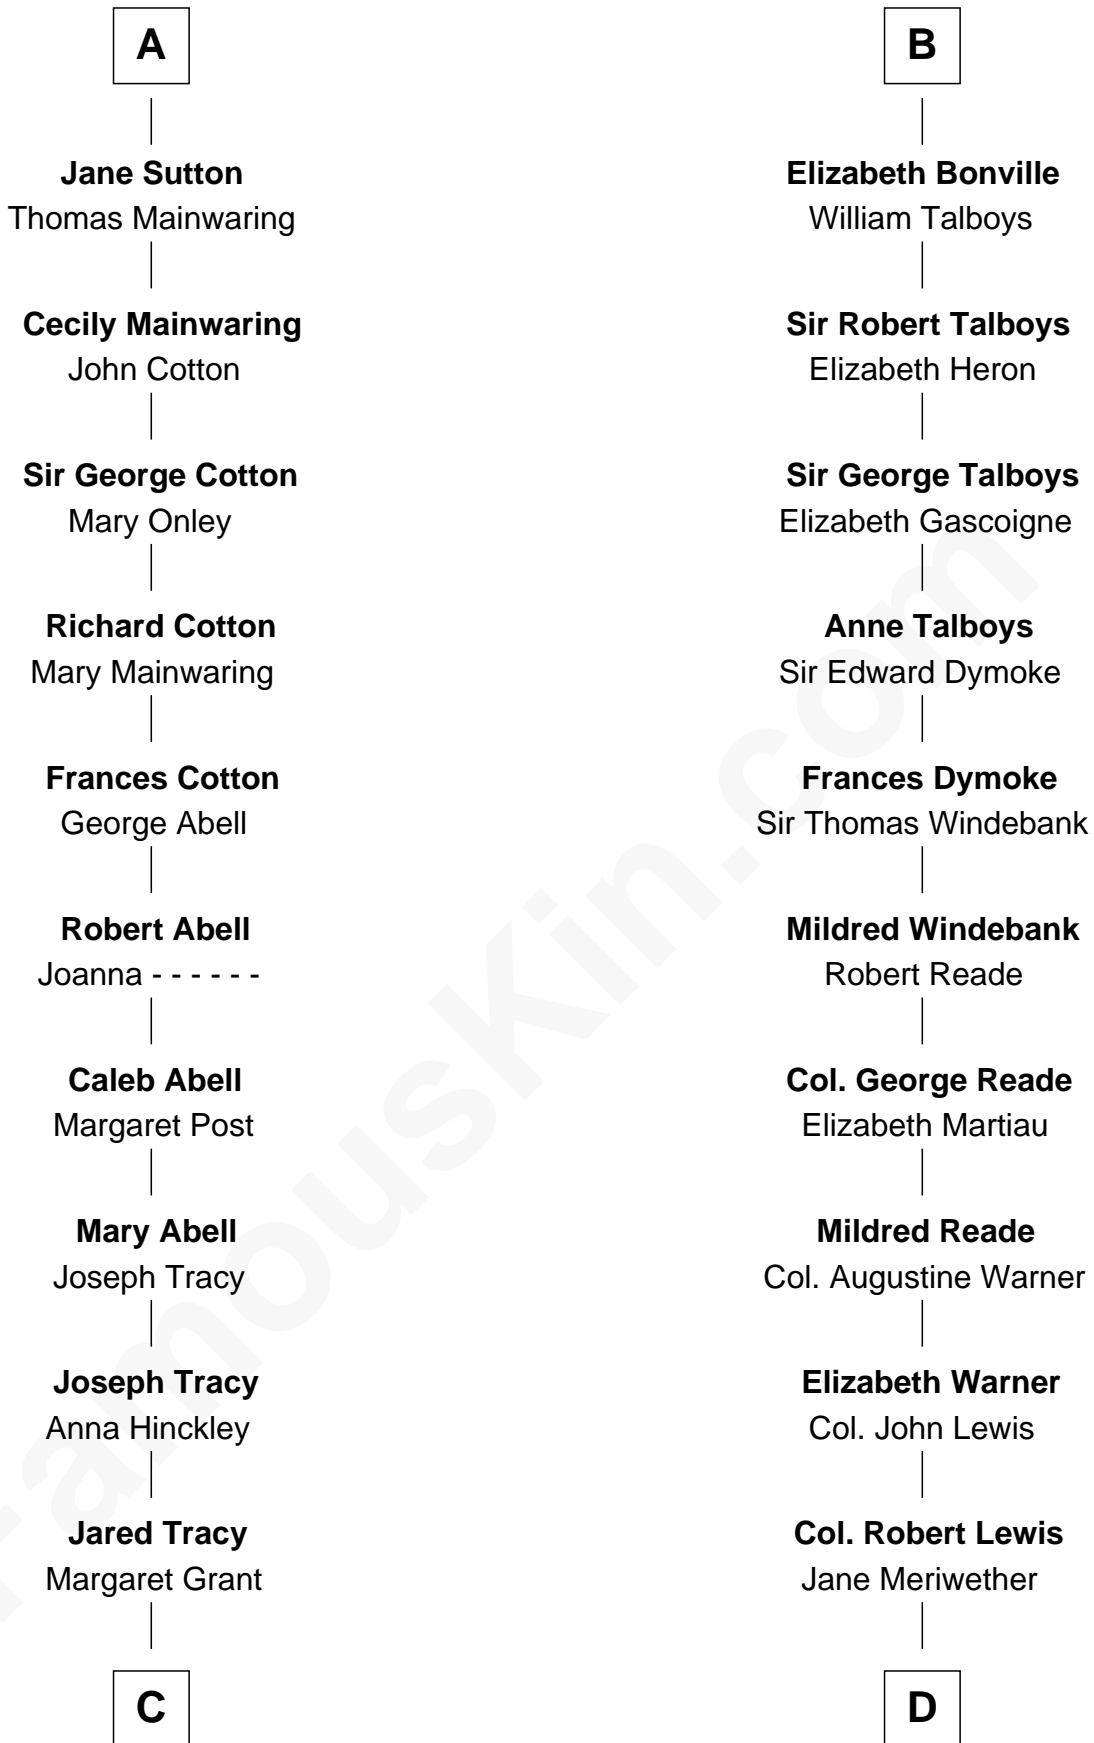 A
Jane Sutton
Thomas Mainwaring
Cecily Mainwaring
John Cotton
Sir George Cotton
Mary Onley
Richard Cotton
Mary Mainwaring
Frances Cotton
George Abell
Robert Abell
Joanna - - - - - -
Caleb Abell
Margaret Post
Mary Abell
Joseph Tracy
Joseph Tracy
Anna Hinckley
Jared Tracy
Margaret Grant
C
B
Elizabeth Bonville
William Talboys
Sir Robert Talboys
Elizabeth Heron
Sir George Talboys
Elizabeth Gascoigne
Anne Talboys
Sir Edward Dymoke
Frances Dymoke
Sir Thomas Windebank
Mildred Windebank
Robert Reade
Col. George Reade
Elizabeth Martiau
Mildred Reade
Col. Augustine Warner
Elizabeth Warner
Col. John Lewis
Col. Robert Lewis
Jane Meriwether
D
FamousKin.com